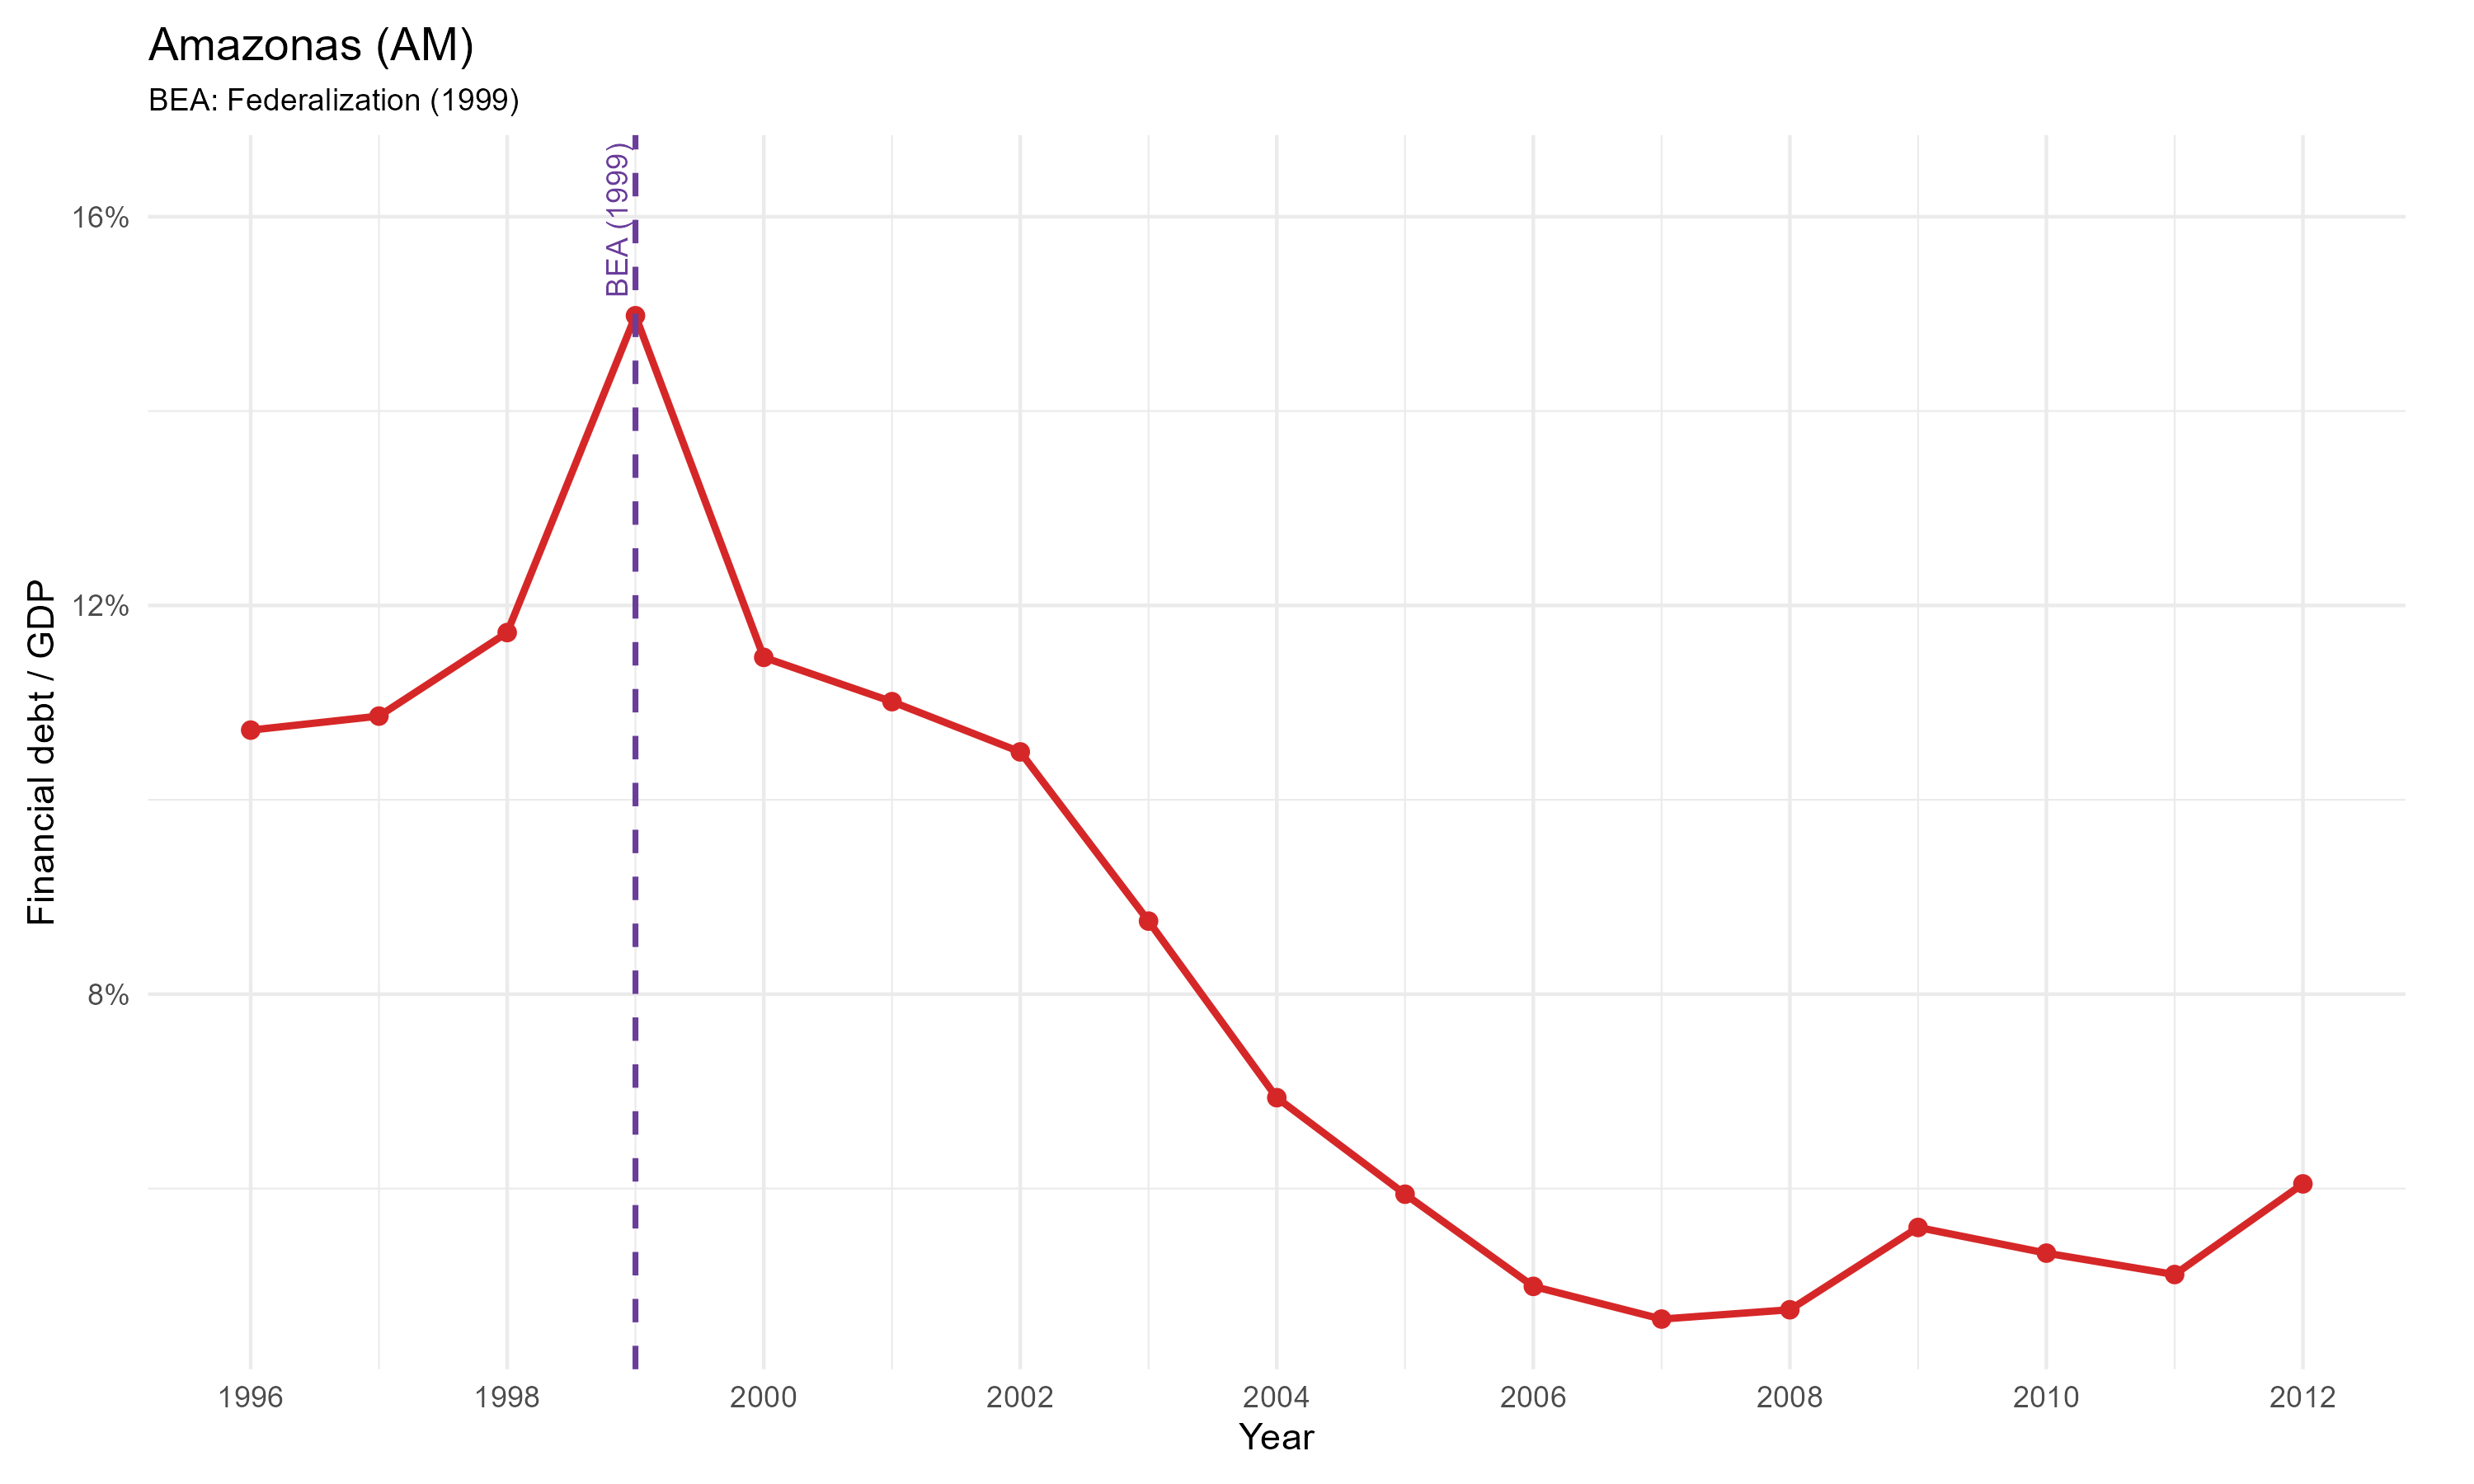 Amazonas (AM)
BEA: Federalization (1999)
BEA (1999)
Financial debt / GDP
16%
12%
8%
1996 1998 2000 2002 2004 2006 2008 2010 2012
Year